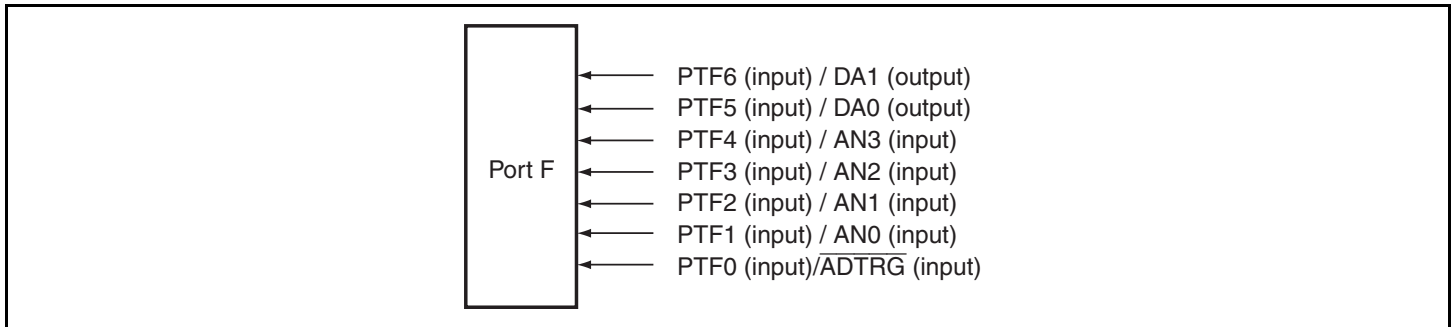 PTF6 (input) / DA1 (output)
PTF5 (input) / DA0 (output)
PTF4 (input) / AN3 (input)
Port F
PTF3 (input) / AN2 (input)
PTF2 (input) / AN1 (input)
PTF1 (input) / AN0 (input)
PTF0 (input)/A̅D̅T̅R̅G̅ (input)